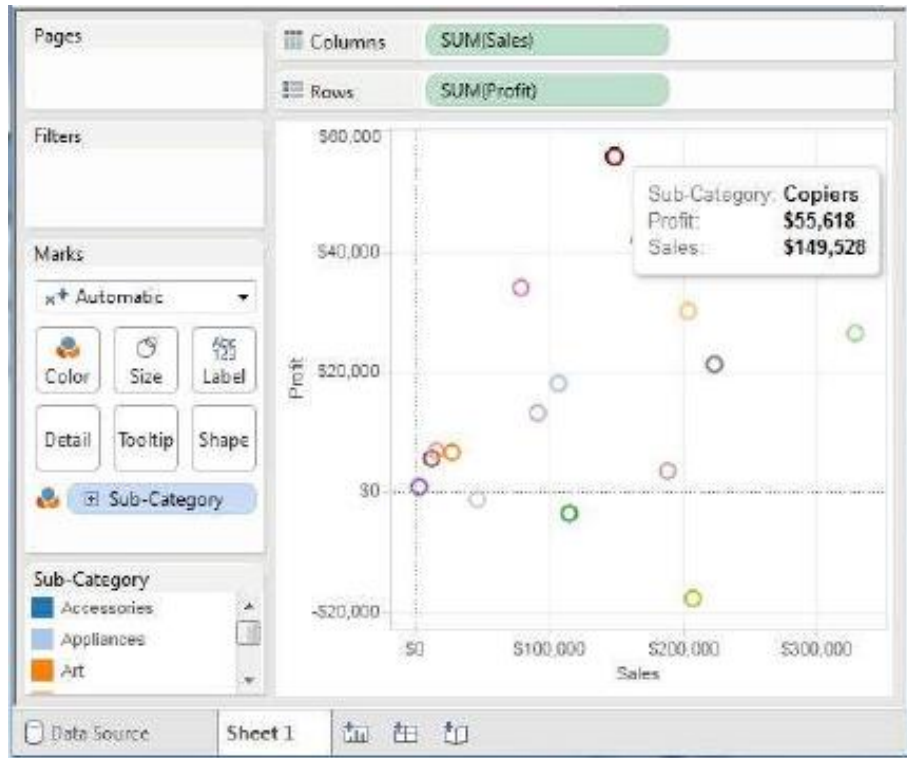 Pages
Columns SUM(Sales)
Rows SUM(Profit)
Filters
Marks
Automatic
Color Size Label
Detail Tooltip Shape
Sub-Category
Sub-Category
Accessories
Appliances
Art
$60,000
$40,000
$20,000
$0
-$20,000
Profit
Sub-Category: Copiers
Profit: $55,618
Sales: $149,528
$0 $100,000 $200,000 $300,000
Sales
Data Source Sheet 1